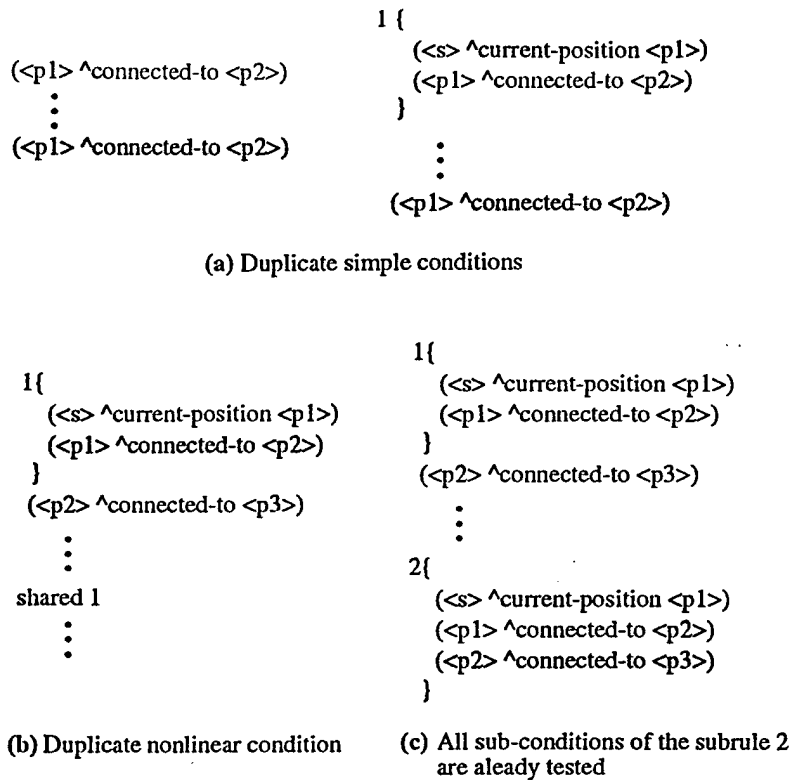 (<p1> ^connected-to <p2>)
(<p1> ^connected-to <p2>)
1 {
(<s> ^current-position <p1>)
(<p1> ^connected-to <p2>)
}
(<p1> ^connected-to <p2>)
(a) Duplicate simple conditions
1{
(<s> ^current-position <p1>)
(<p1> ^connected-to <p2>)
}
(<p2> ^connected-to <p3>)
shared 1
(b) Duplicate nonlinear condition
1{
(<s> ^current-position <p1>)
(<p1> ^connected-to <p2>)
}
(<p2> ^connected-to <p3>)
2{
(<s> ^current-position <p1>)
(<p1> ^connected-to <p2>)
(<p2> ^connected-to <p3>)
}
(c) All sub-conditions of the subrule 2
are aleady tested